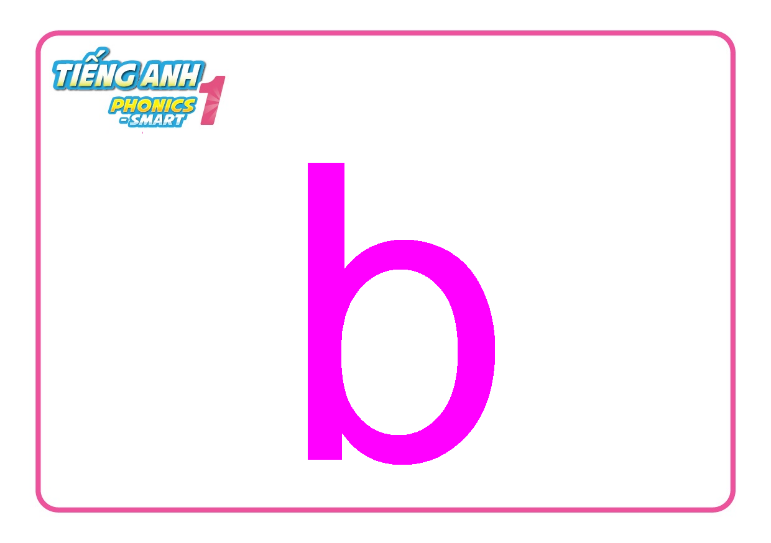 TIẾNG ANH 1
PHONICS
-SMART
b